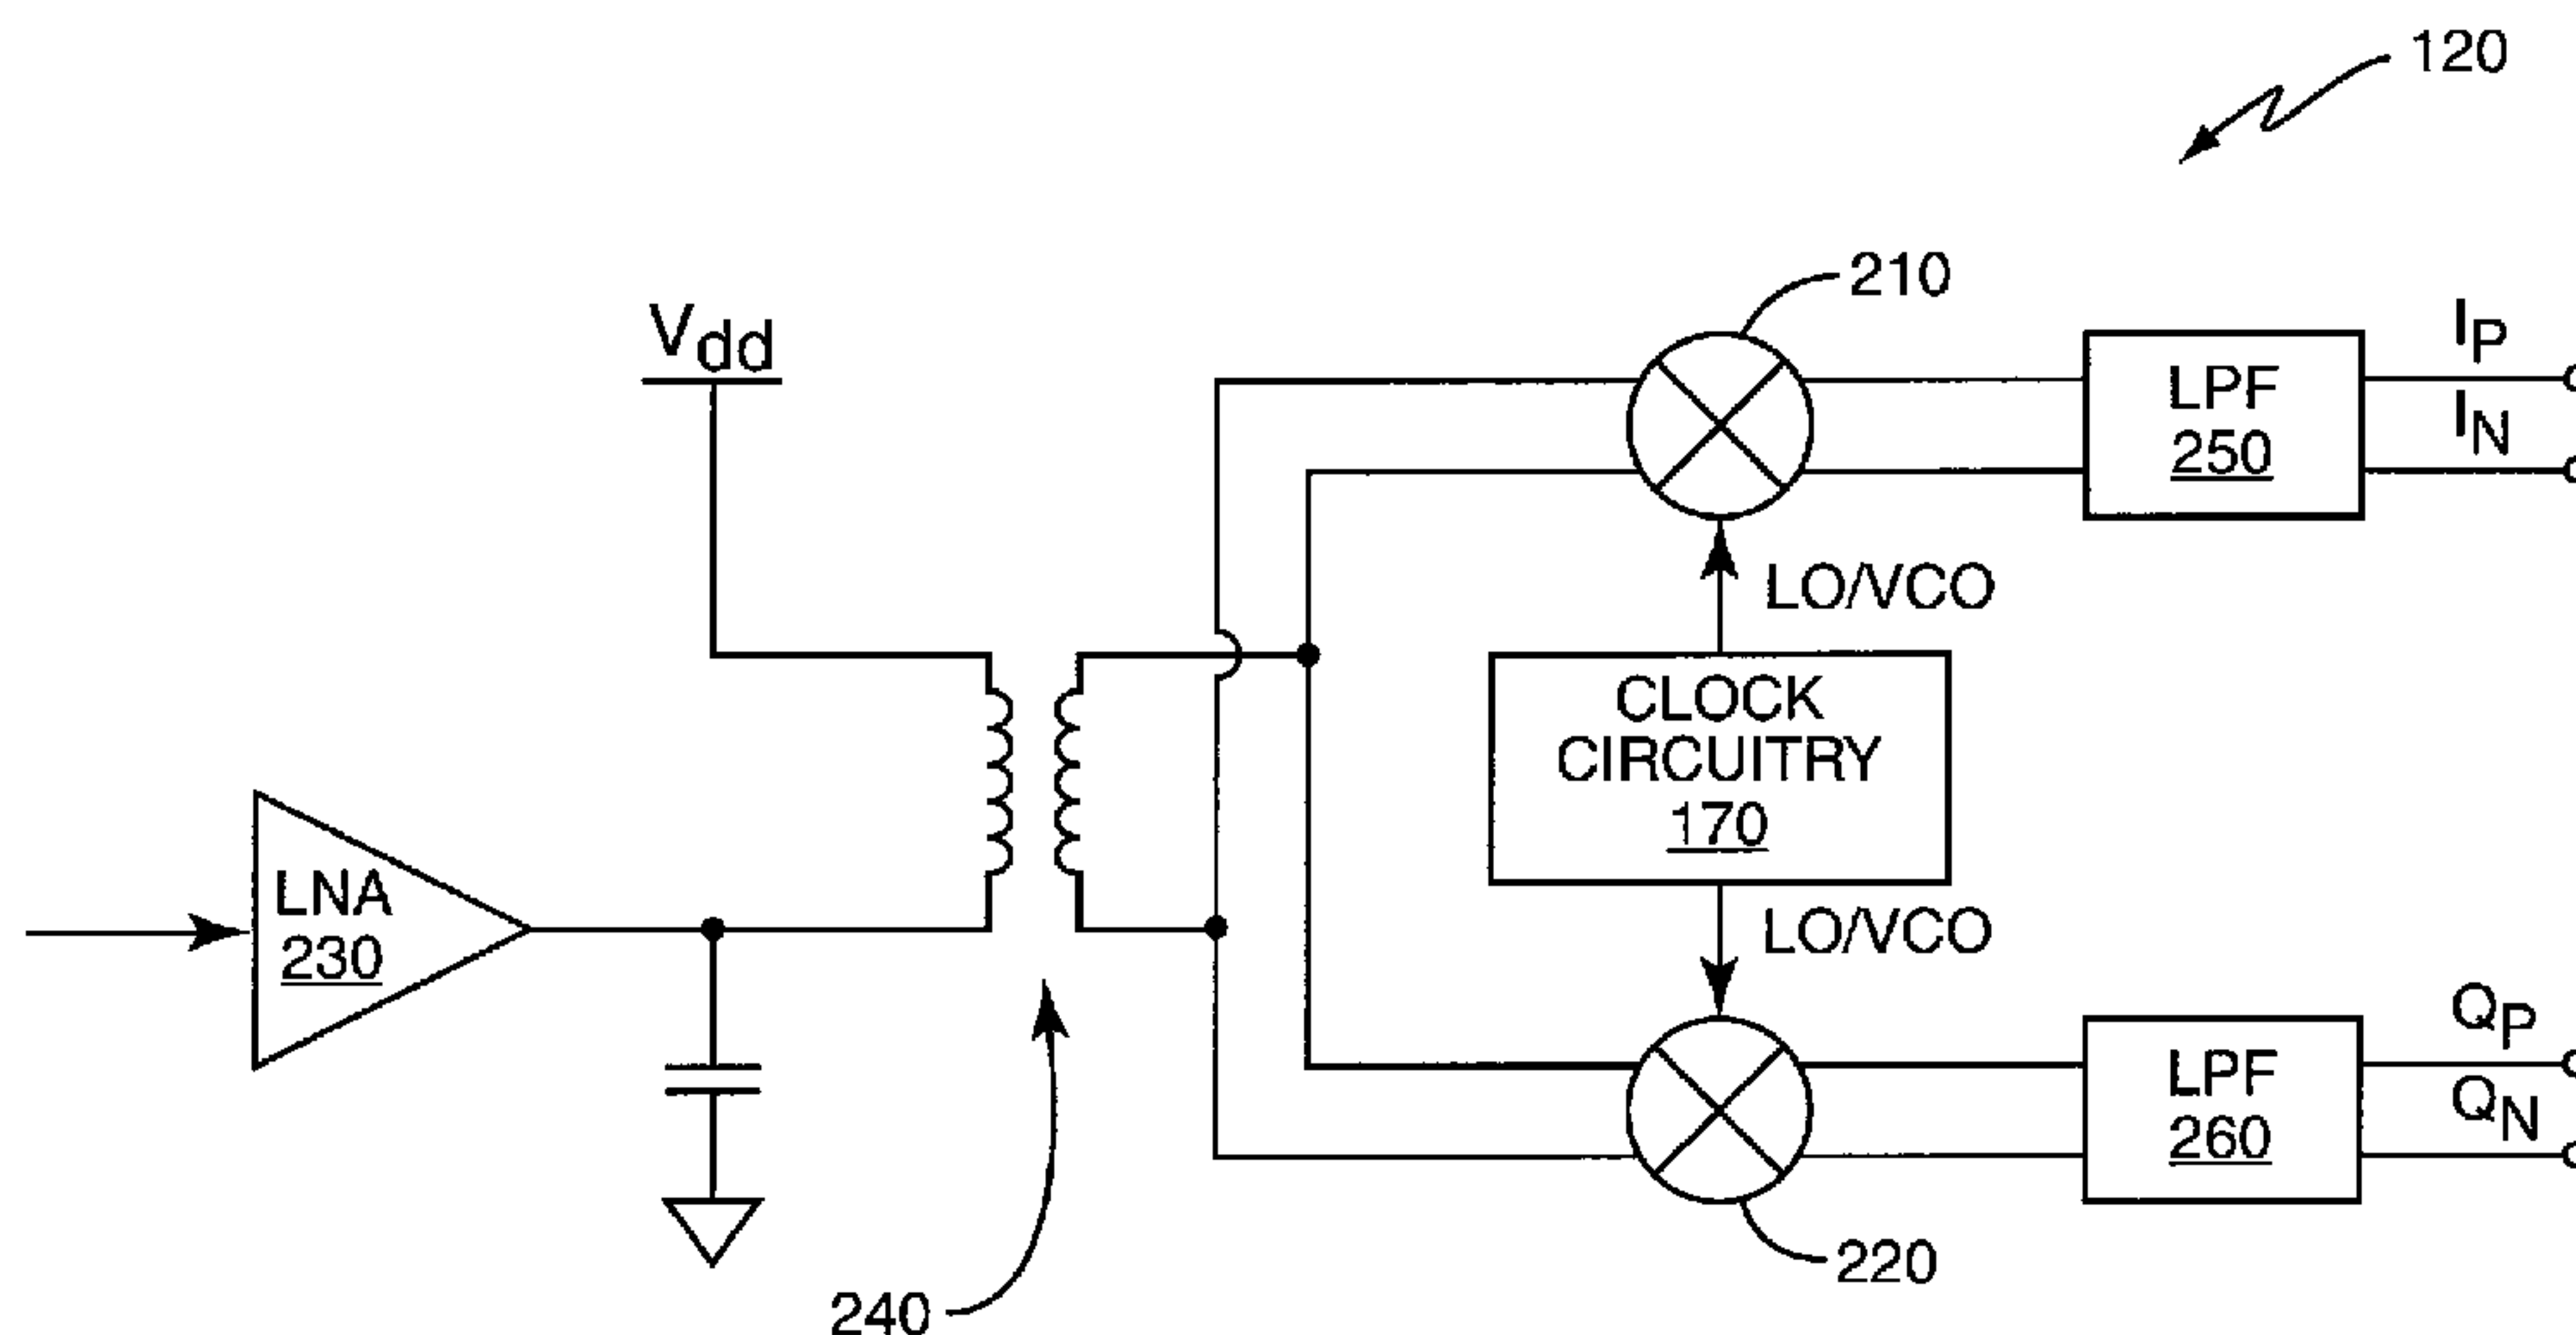 120
210
Vdd
IP
LPF
250
IN
LO/VCO
CLOCK
CIRCUITRY
170
LNA
230
LO/VCO
QP
LPF
260
QN
220
240